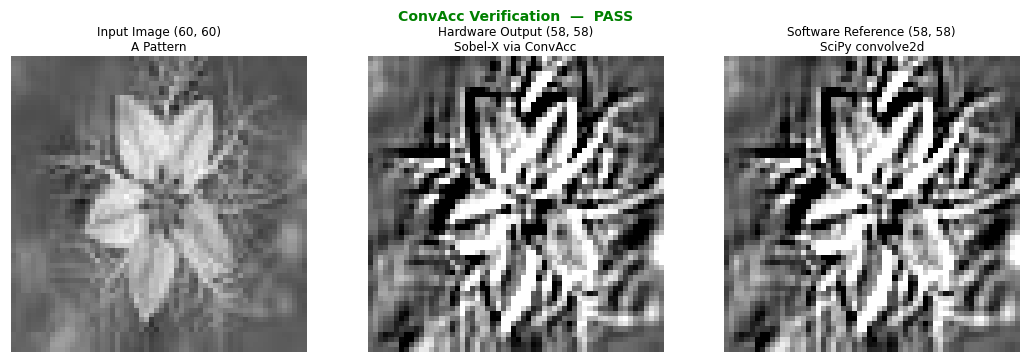 ConvAcc Verification — PASS
Input Image (60, 60)
A Pattern
Hardware Output (58, 58)
Sobel-X via ConvAcc
Software Reference (58, 58)
SciPy convolve2d